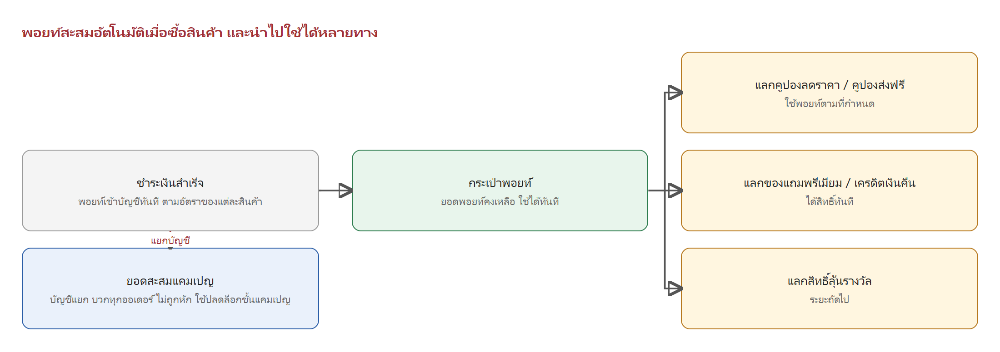 พอยท์สะสมอัตโนมัติเมื่อซื้อสินค้า และนำไปใช้ได้หลายทาง
แลกคูปองลดราคา / คูปองส่งฟรี
ใช้พอยท์ตามที่กำหนด
ชำระเงินสำเร็จ
พอยท์เข้าบัญชีทันที ตามอัตราของแต่ละสินค้า
กระเป๋าพอยท์
ยอดพอยท์คงเหลือ ใช้ได้ทันที
แลกของแถมพรีเมียม / เครดิตเงินคืน
ได้สิทธิ์ทันที
แยกบัญชี
ยอดสะสมแคมเปญ
บัญชีแยก บวกทุกออเดอร์ ไม่ถูกหัก ใช้ปลดล็อกขั้นแคมเปญ
แลกสิทธิ์ลุ้นรางวัล
ระยะถัดไป